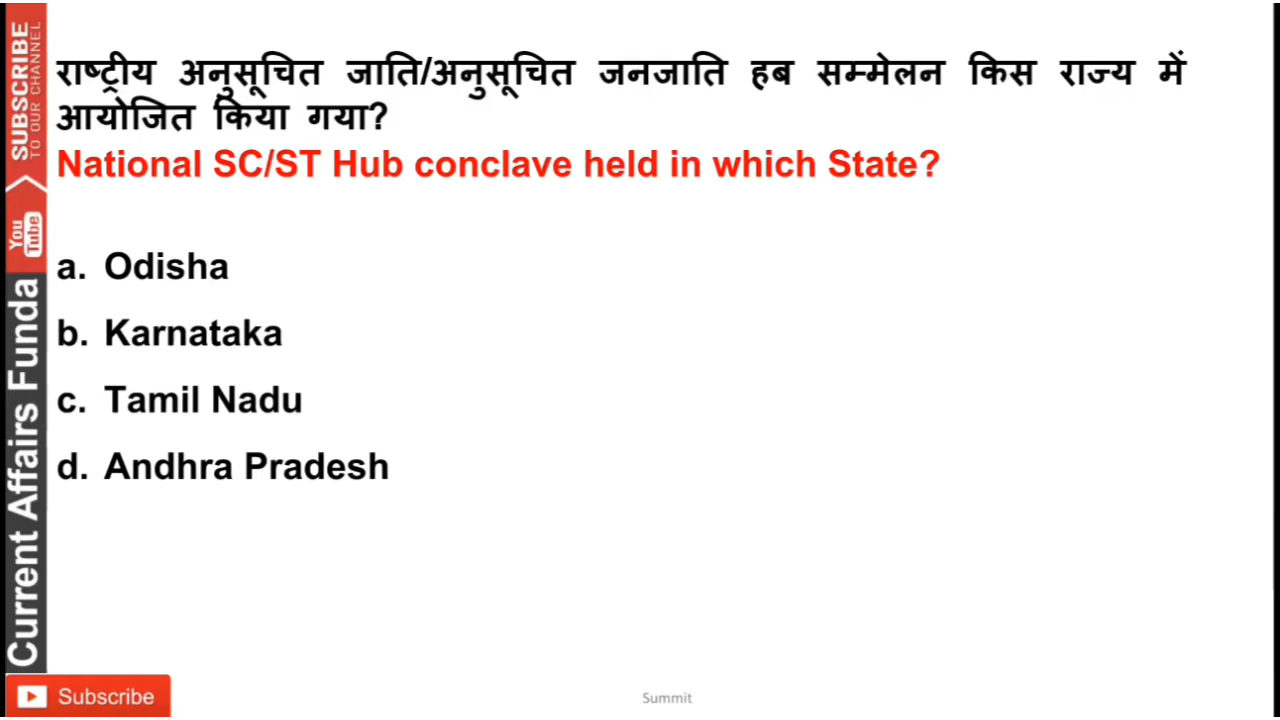 राष्ट्रीय अनुसूचित जाति/अनुसूचित जनजाति हब सम्मेलन किस राज्य में
आयोजित किया गया?
National SC/ST Hub conclave held in which State?
a. Odisha
b. Karnataka
c. Tamil Nadu
d. Andhra Pradesh
SUBSCRIBE
TO OUR CHANNEL
You
Tube
Current Affairs Funda
Subscribe
Summit